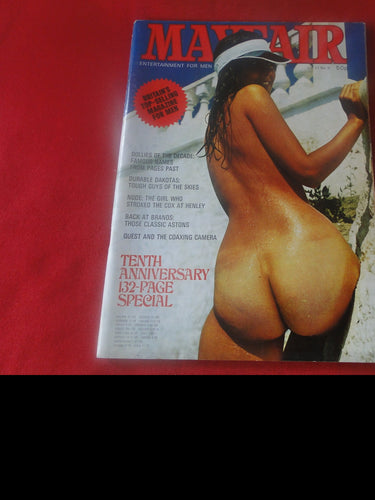 MAYFAIR
ENTERTAINMENT FOR MEN
50p
BRITAIN'S
TOP-SELLING
MAGAZINE
FOR MEN
DOLLIES OF THE DECADE:
FAMOUS NAMES
FROM PAGES PAST
DURABLE DAKOTAS:
TOUGH GUYS OF THE SKIES
NUDE: THE GIRL WHO
STROKED THE COX AT HENLEY
BACK AT BRANDS:
THOSE CLASSIC ASTONS
QUEST AND THE COAXING CAMERA
TENTH
ANNIVERSARY
132-PAGE
SPECIAL